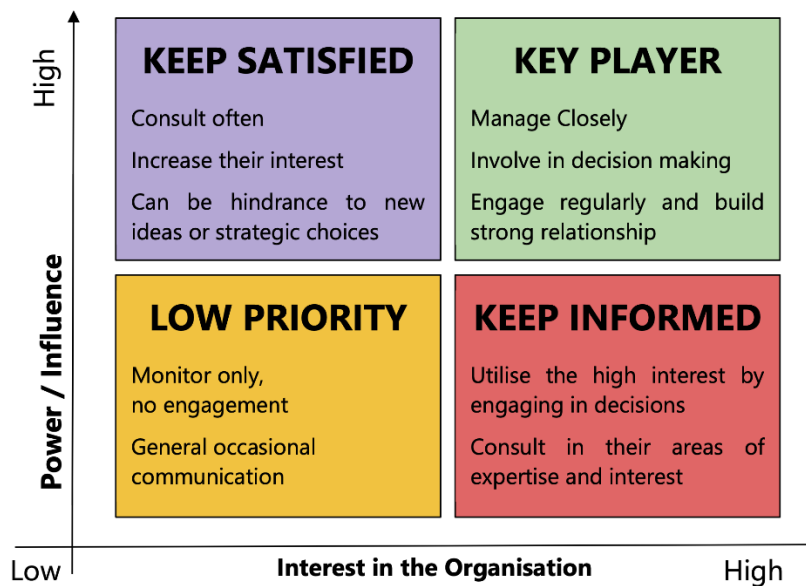 High
KEEP SATISFIED
Consult often
Increase their interest
Can be hindrance to new
ideas or strategic choices
KEY PLAYER
Manage Closely
Involve in decision making
Engage regularly and build
strong relationship
Power / Influence
LOW PRIORITY
Monitor only,
no engagement
General occasional
communication
KEEP INFORMED
Utilise the high interest by
engaging in decisions
Consult in their areas of
expertise and interest
Low
Interest in the Organisation
High